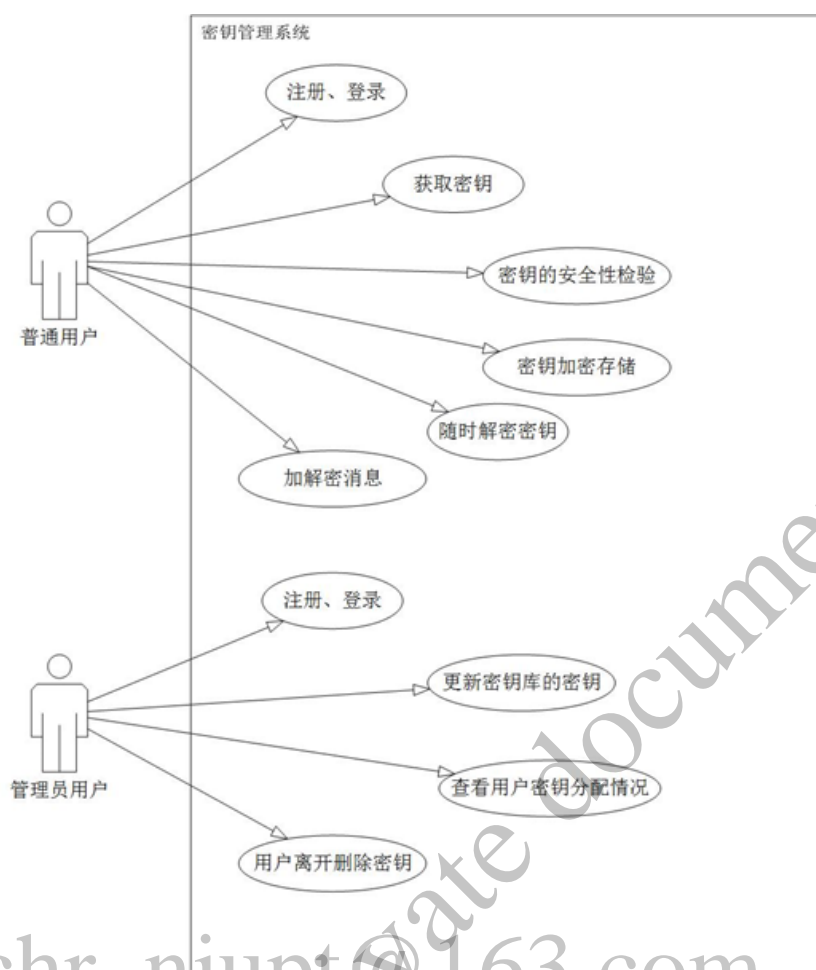 密钥管理系统
注册、登录
获取密钥
密钥的安全性检验
普通用户
密钥加密存储
随时解密密钥
加解密消息
注册、登录
更新密钥库的密钥
管理员用户
查看用户密钥分配情况
用户离开删除密钥